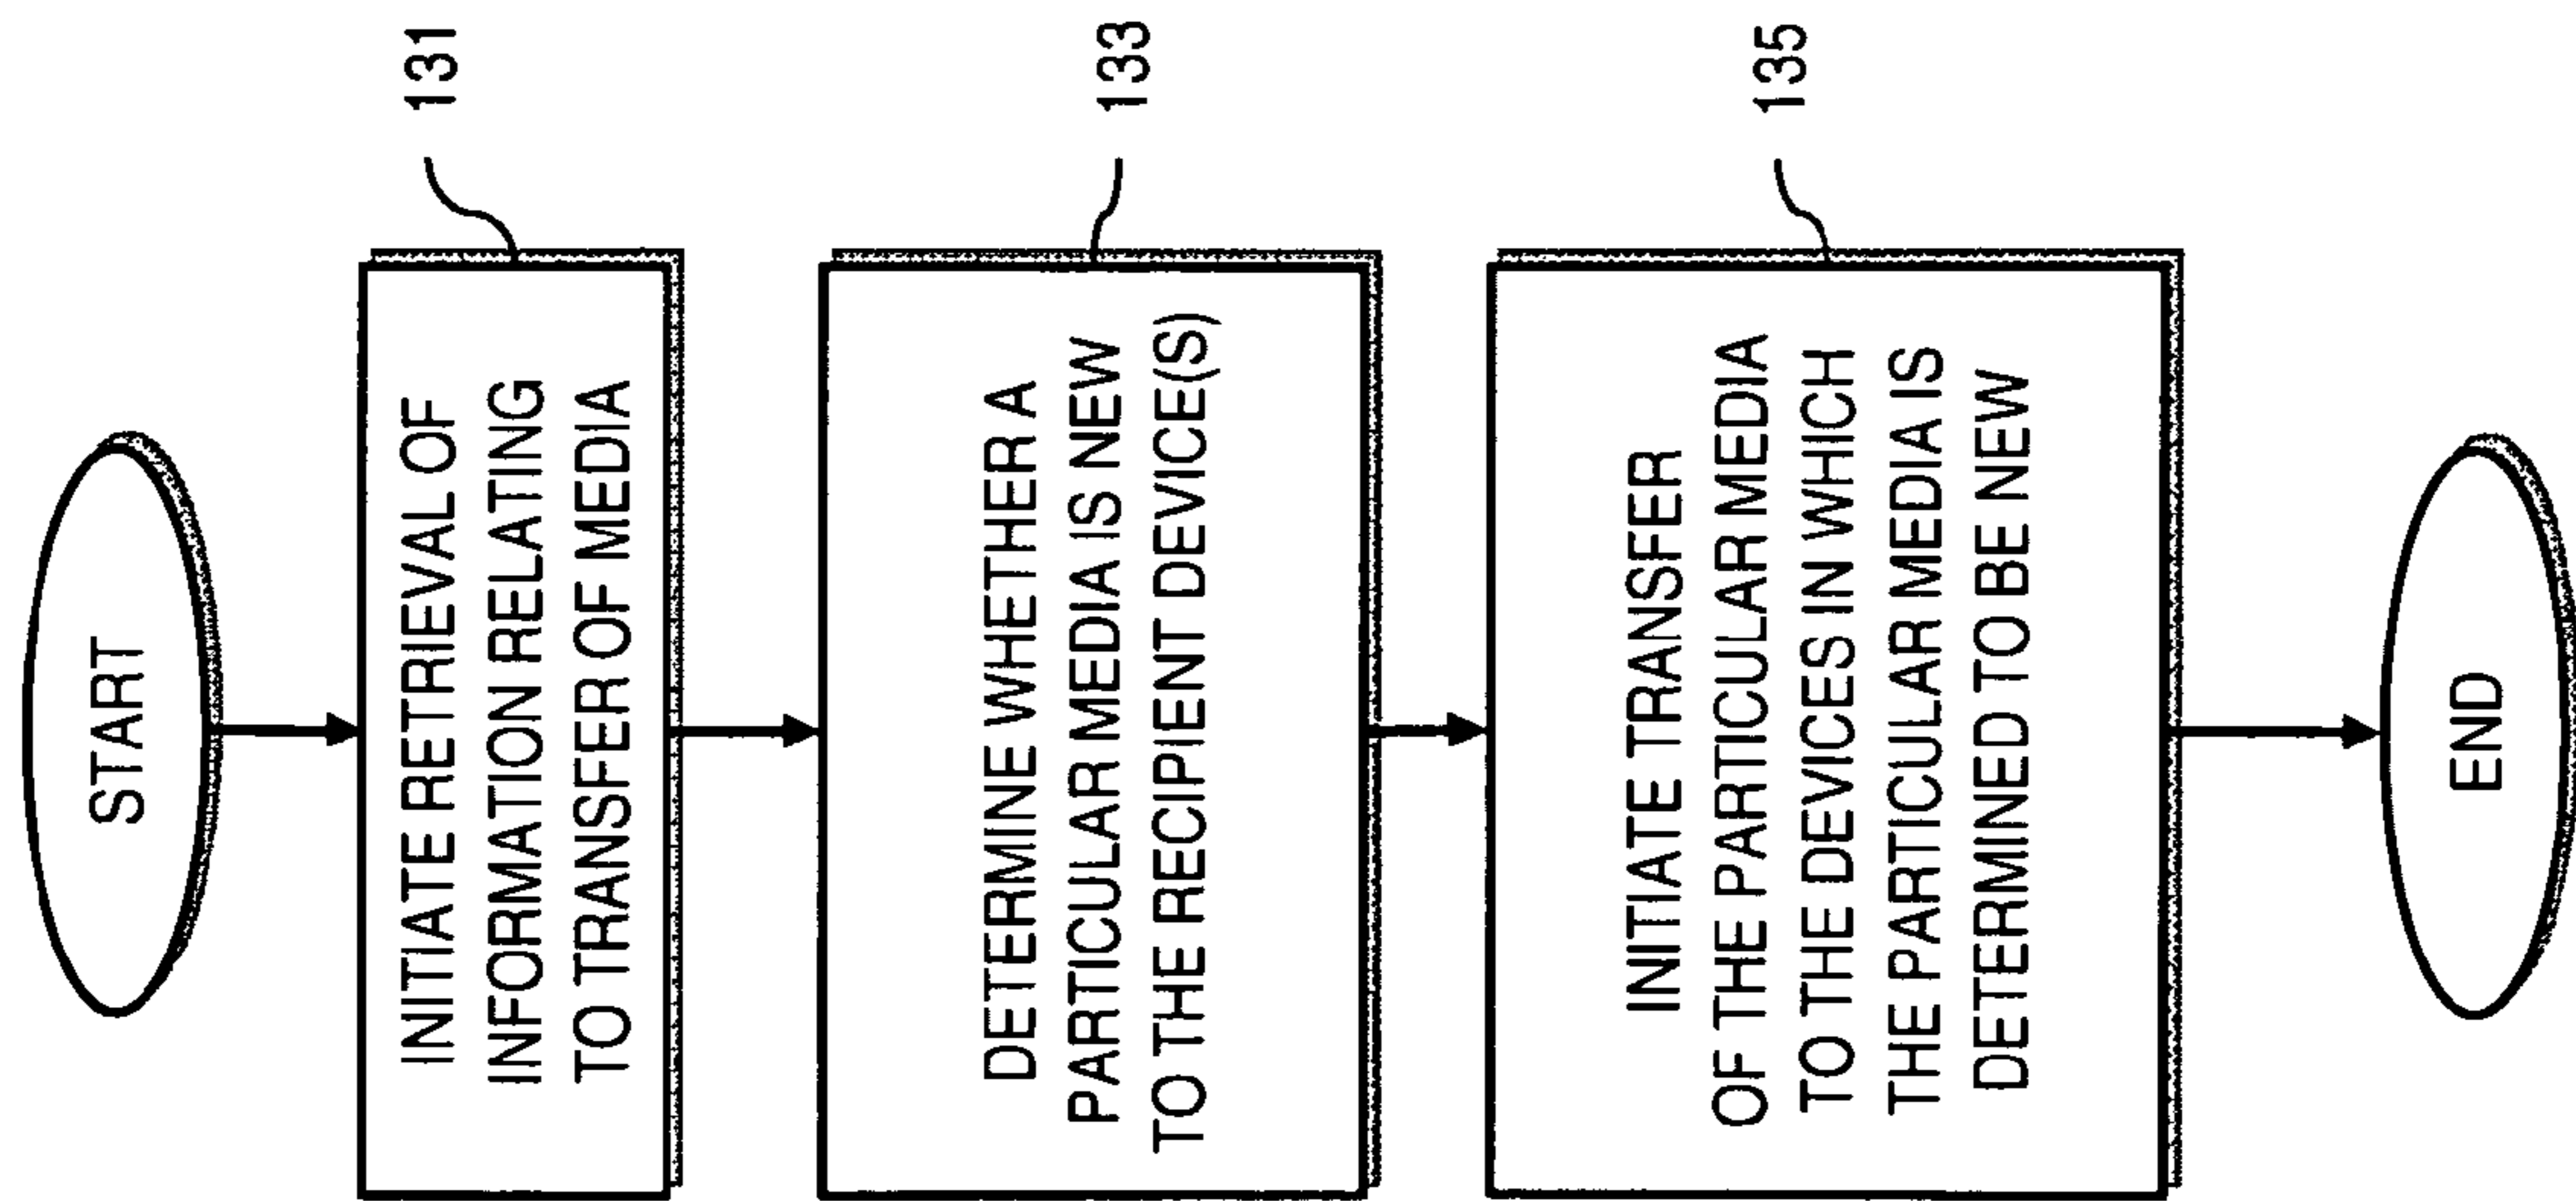 START
INITIATE RETRIEVAL OF
INFORMATION RELATING
TO TRANSFER OF MEDIA
131
DETERMINE WHETHER A
PARTICULAR MEDIA IS NEW
TO THE RECIPIENT DEVICE(S)
133
INITIATE TRANSFER
OF THE PARTICULAR MEDIA
TO THE DEVICES IN WHICH
THE PARTICULAR MEDIA IS
DETERMINED TO BE NEW
135
END